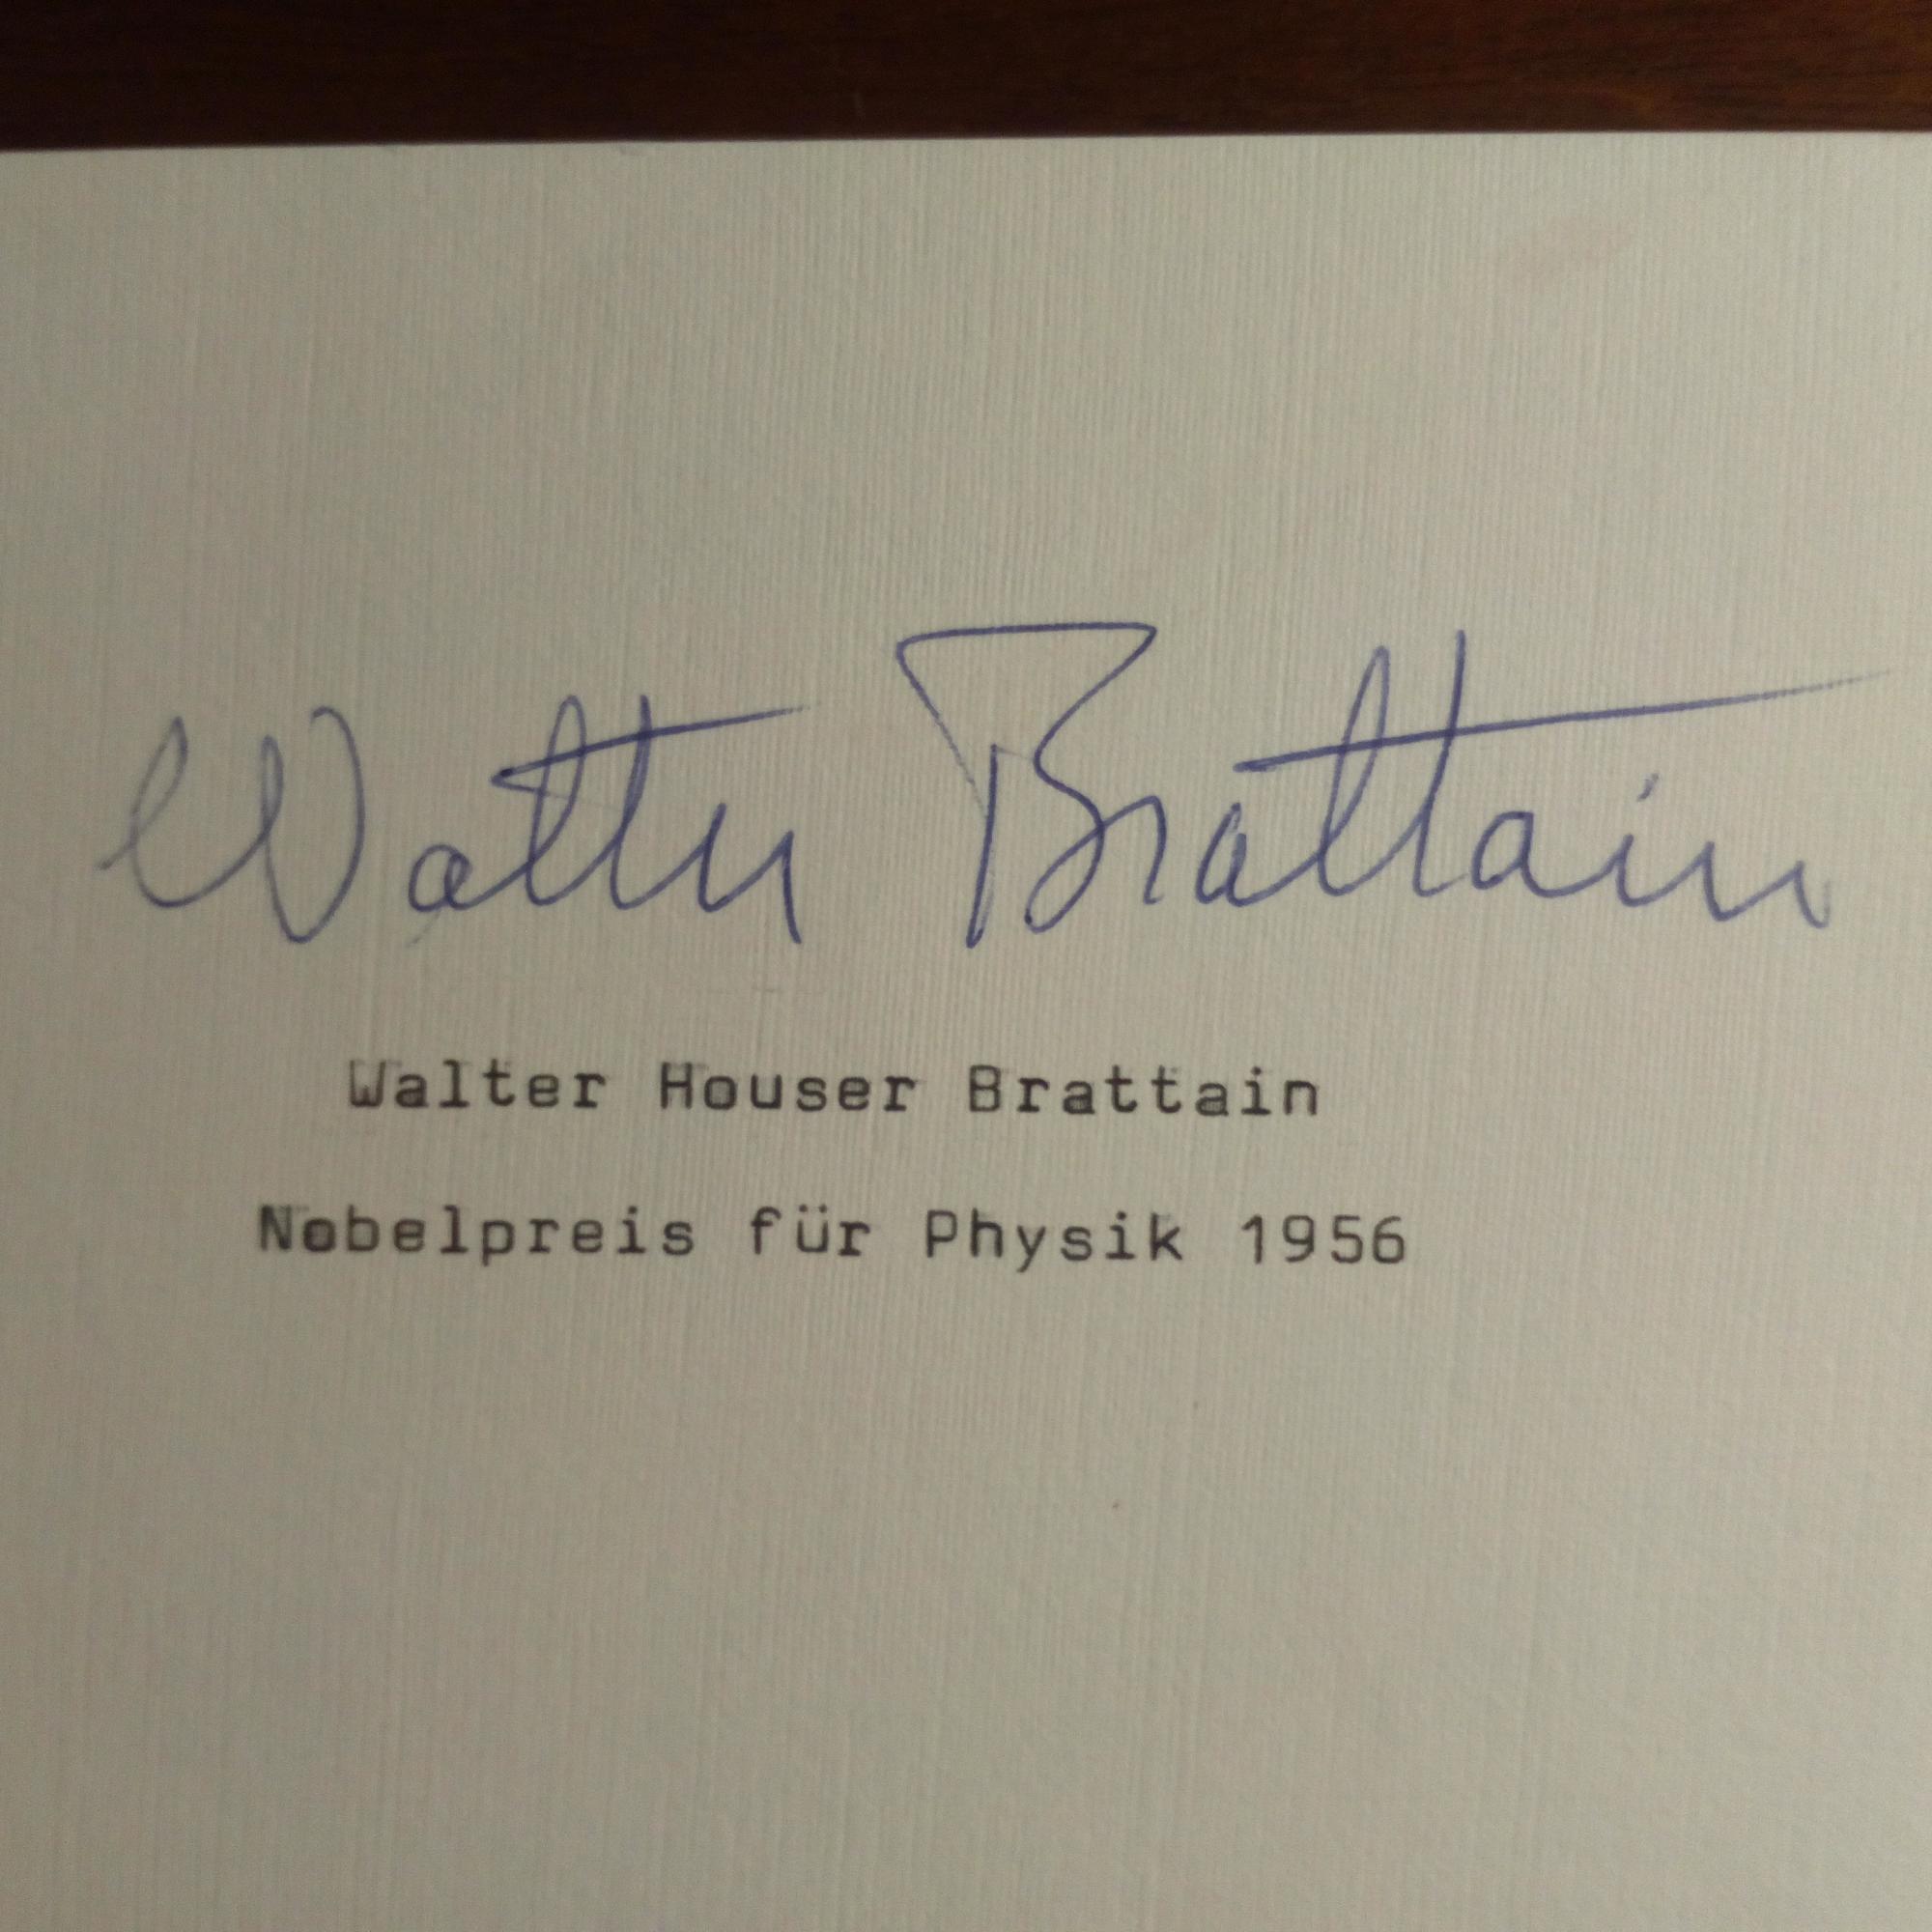 Walter Brattain
Walter Houser Brattain
Nobelpreis für Physik 1956